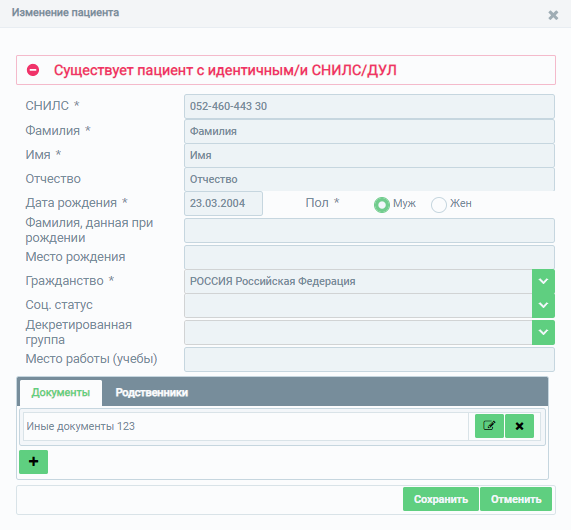 Изменение пациента
Существует пациент с идентичным/и СНИЛС/ДУЛ
СНИЛС * 052-460-443 30
Фамилия * Фамилия
Имя * Имя
Отчество Отчество
Дата рождения * 23.03.2004 Пол * Муж Жен
Фамилия, данная при
рождении
Место рождения
Гражданство * РОССИЯ Российская Федерация
Соц. статус
Декретированная
группа
Место работы (учебы)
Документы Родственники
Иные документы 123
Сохранить Отменить